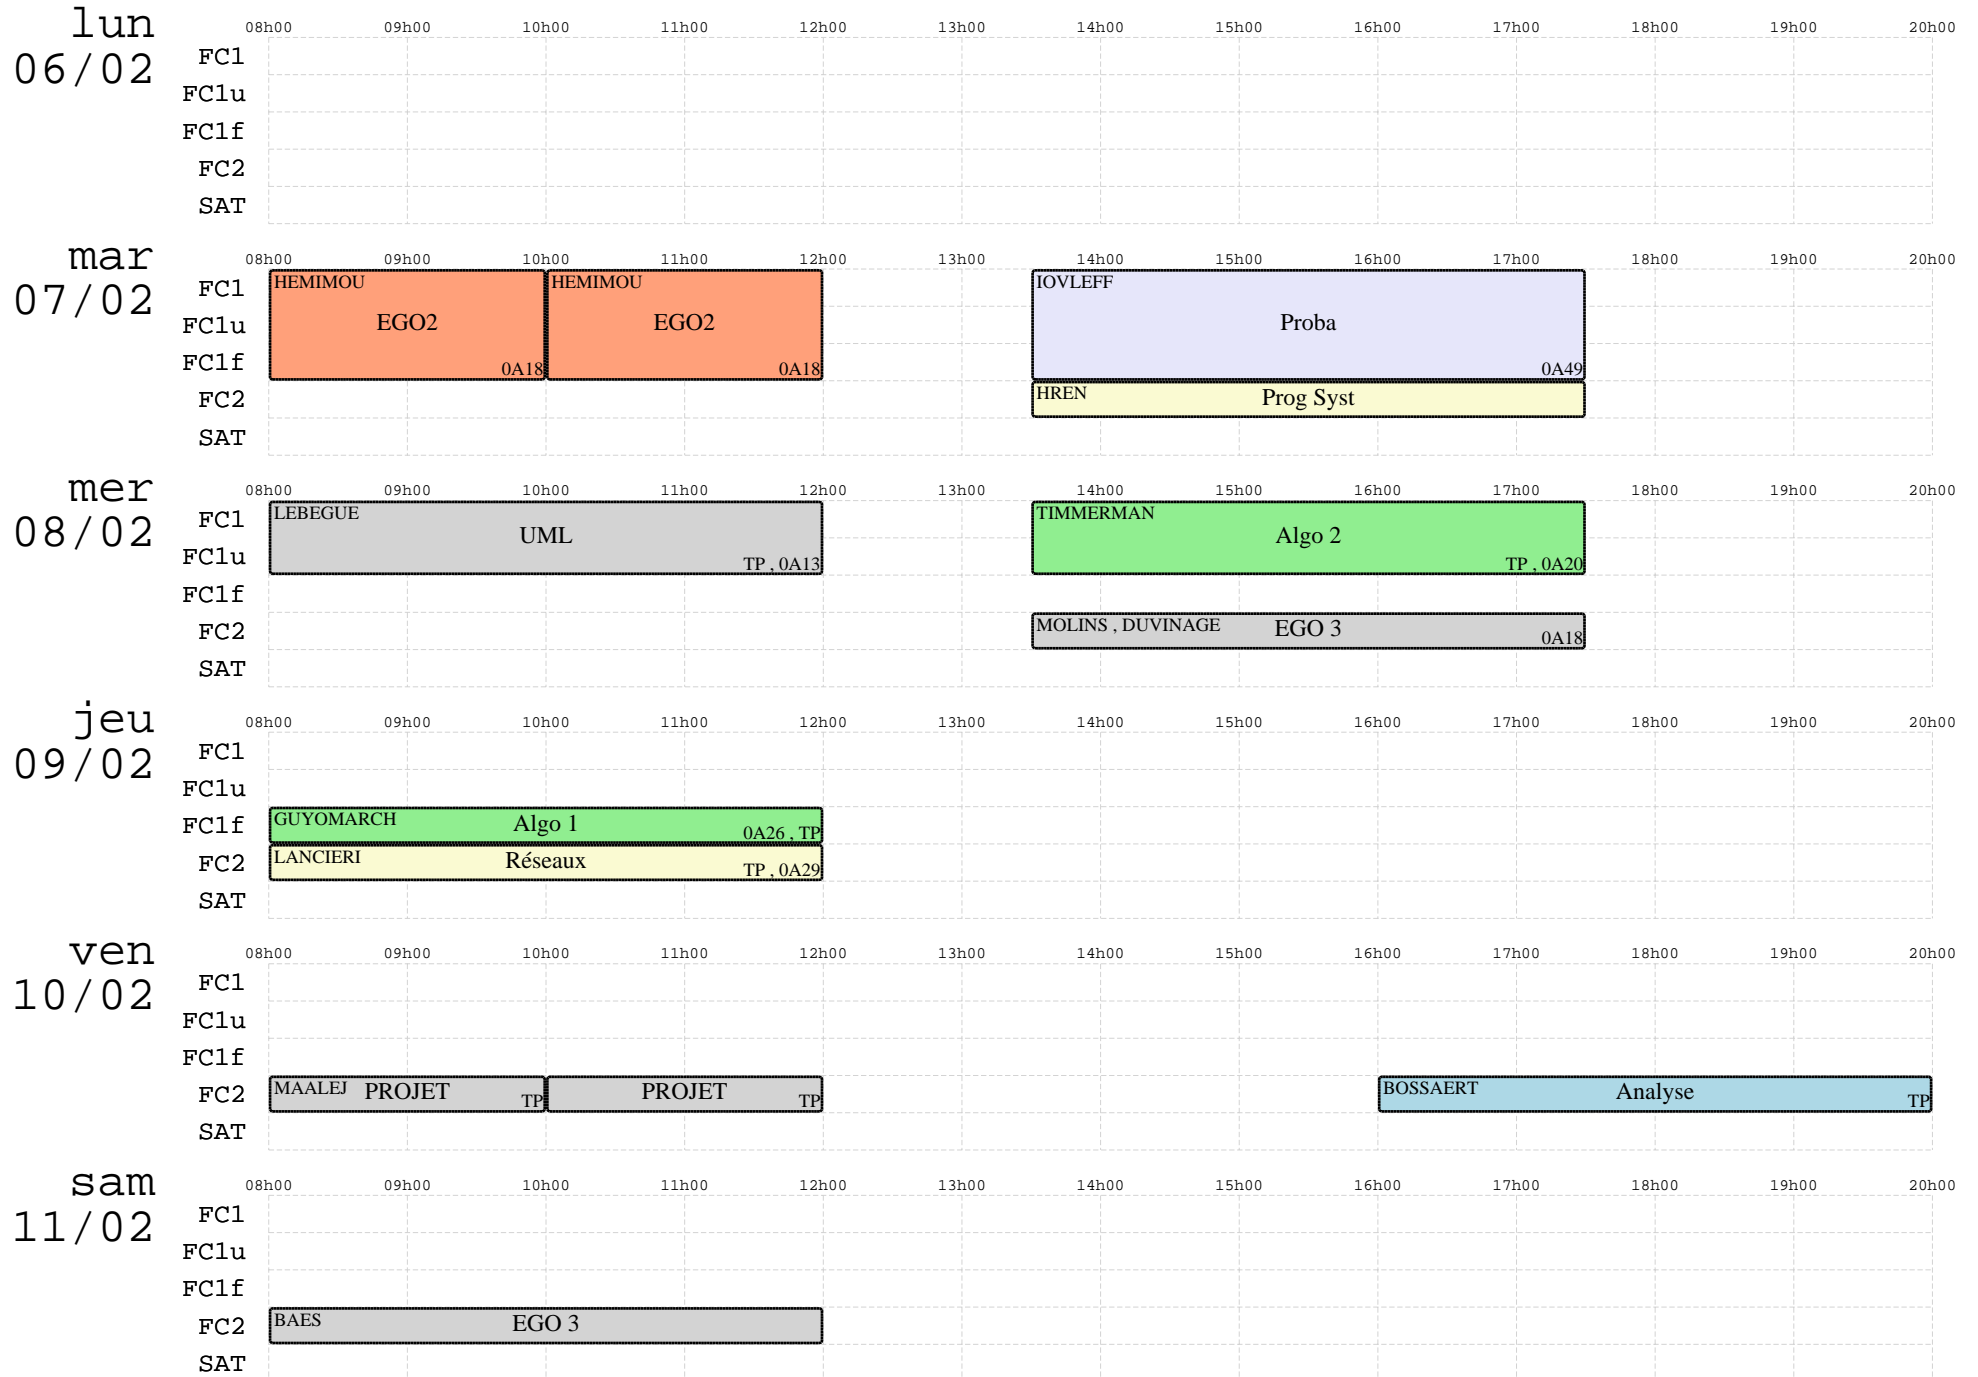 lun
06/02
08h00 09h00 10h00 11h00 12h00 13h00 14h00 15h00 16h00 17h00 18h00 19h00 20h00
FC1
FC1u
FC1f
FC2
SAT
mar
07/02
08h00 09h00 10h00 11h00 12h00 13h00 14h00 15h00 16h00 17h00 18h00 19h00 20h00
FC1
FC1u
FC1f
FC2
SAT
HEMIMOU
EGO2
0A18
HEMIMOU
EGO2
0A18
IOVLEFF
Proba
0A49
HREN Prog Syst
mer
08/02
08h00 09h00 10h00 11h00 12h00 13h00 14h00 15h00 16h00 17h00 18h00 19h00 20h00
FC1
FC1u
FC1f
FC2
SAT
LEBEGUE
UML
TP , 0A13
TIMMERMAN
Algo 2
TP , 0A20
MOLINS , DUVINAGE EGO 3 0A18
jeu
09/02
08h00 09h00 10h00 11h00 12h00 13h00 14h00 15h00 16h00 17h00 18h00 19h00 20h00
FC1
FC1u
FC1f
FC2
SAT
GUYOMARCH Algo 1 0A26 , TP
LANCIERI Réseaux TP , 0A29
ven
10/02
08h00 09h00 10h00 11h00 12h00 13h00 14h00 15h00 16h00 17h00 18h00 19h00 20h00
FC1
FC1u
FC1f
FC2
SAT
MAALEJ PROJET TP
PROJET TP
BOSSAERT Analyse TP
sam
11/02
08h00 09h00 10h00 11h00 12h00 13h00 14h00 15h00 16h00 17h00 18h00 19h00 20h00
FC1
FC1u
FC1f
FC2
SAT
BAES EGO 3